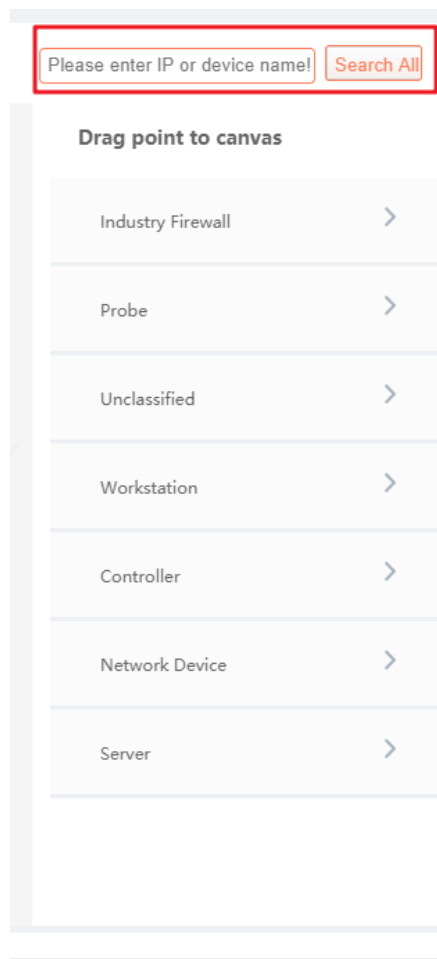 Please enter IP or device name! Search All
Drag point to canvas
Industry Firewall
Probe
Unclassified
Workstation
Controller
Network Device
Server